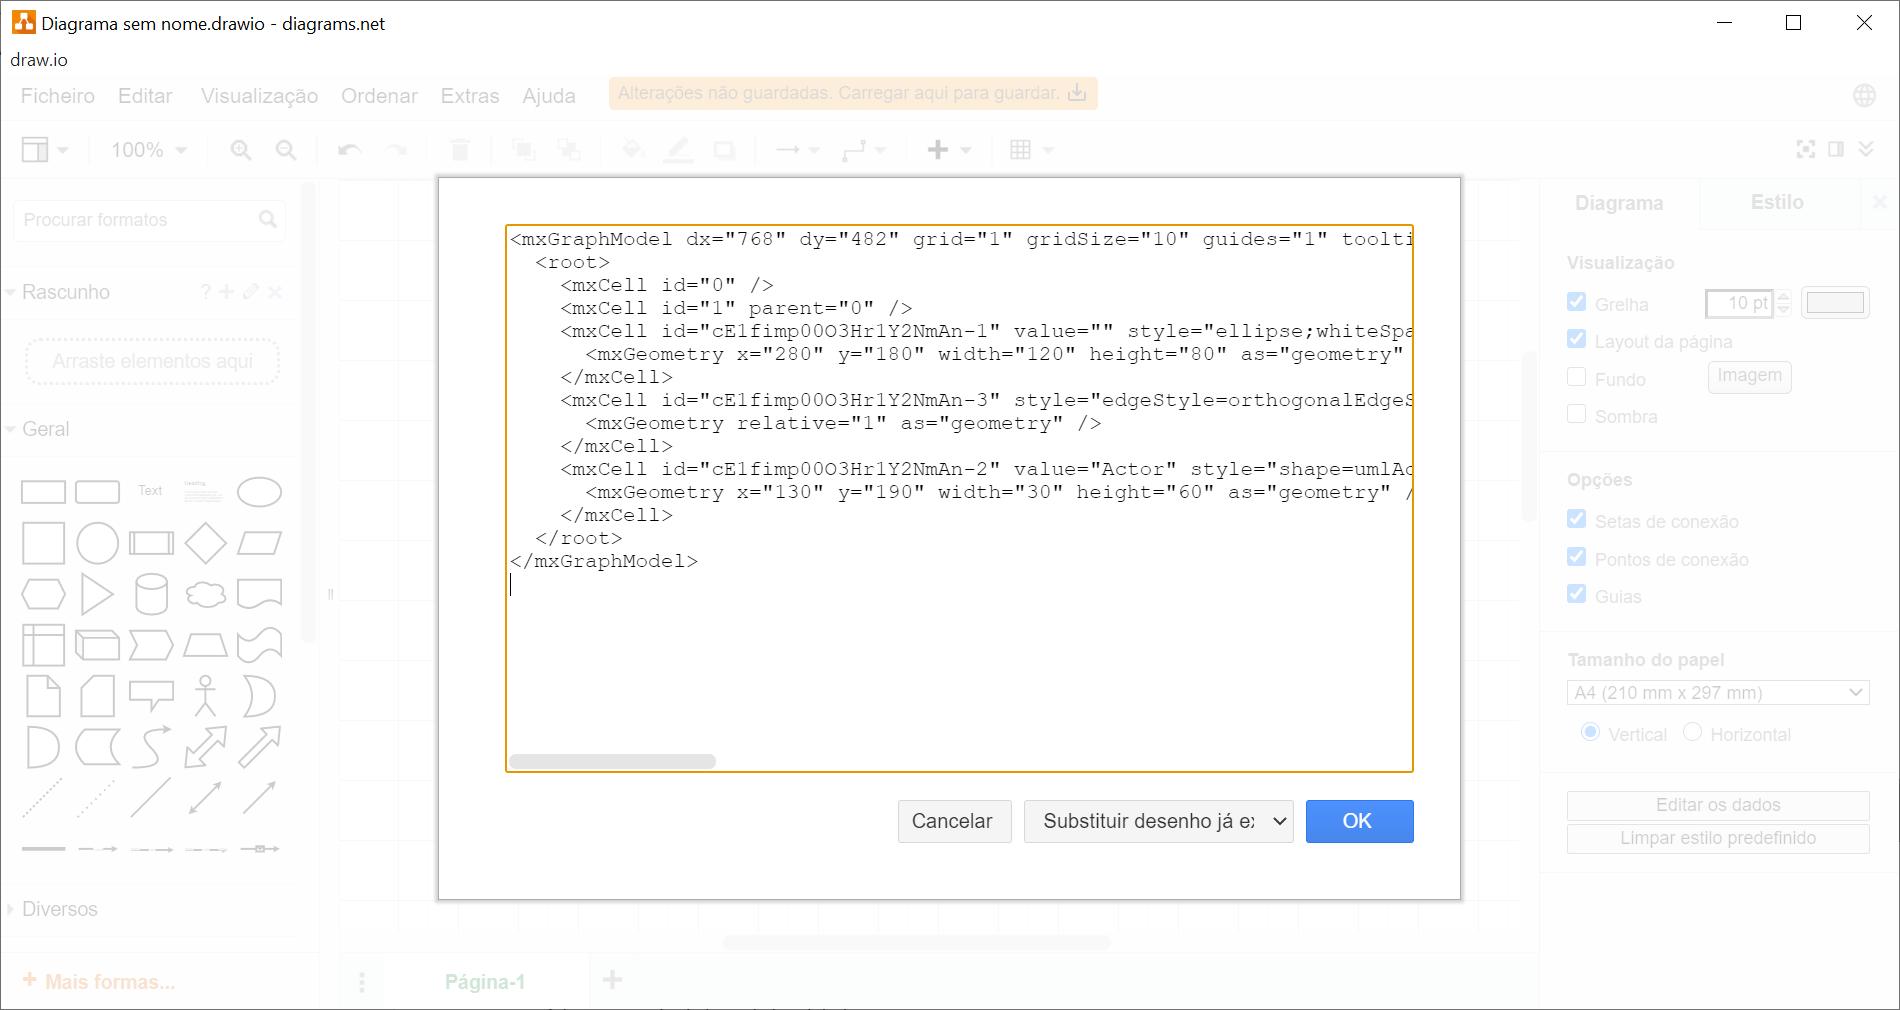 Diagrama sem nome.drawio - diagrams.net
draw.io
Ficheiro Editar Visualização Ordenar Extras Ajuda Alterações não guardadas. Carregar aqui para guardar.
100%
Procurar formatos
Rascunho ?
Arraste elementos aqui
Geral
Text
Heading
Diversos
Mais formas...
<mxGraphModel dx="768" dy="482" grid="1" gridSize="10" guides="1" toolti
<root>
<mxCell id="0" />
<mxCell id="1" parent="0" />
<mxCell id="cE1fimp00O3Hr1Y2NmAn-1" value="" style="ellipse;whiteSpa
<mxGeometry x="280" y="180" width="120" height="80" as="geometry"
</mxCell>
<mxCell id="cE1fimp00O3Hr1Y2NmAn-3" style="edgeStyle=orthogonalEdgeS
<mxGeometry relative="1" as="geometry" />
</mxCell>
<mxCell id="cE1fimp00O3Hr1Y2NmAn-2" value="Actor" style="shape=umlAc
<mxGeometry x="130" y="190" width="30" height="60" as="geometry" /
</mxCell>
</root>
</mxGraphModel>
Cancelar Substituir desenho já ex OK
Página-1
Diagrama Estilo
Visualização
Grelha 10 pt
Layout da página
Fundo Imagem
Sombra
Opções
Setas de conexão
Pontos de conexão
Guias
Tamanho do papel
A4 (210 mm x 297 mm)
Vertical Horizontal
Editar os dados
Limpar estilo predefinido